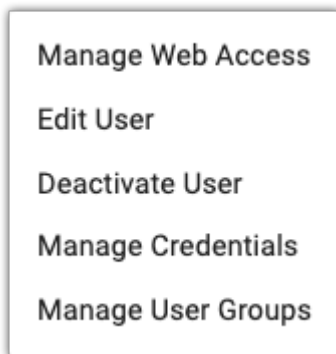 Manage Web Access
Edit User
Deactivate User
Manage Credentials
Manage User Groups